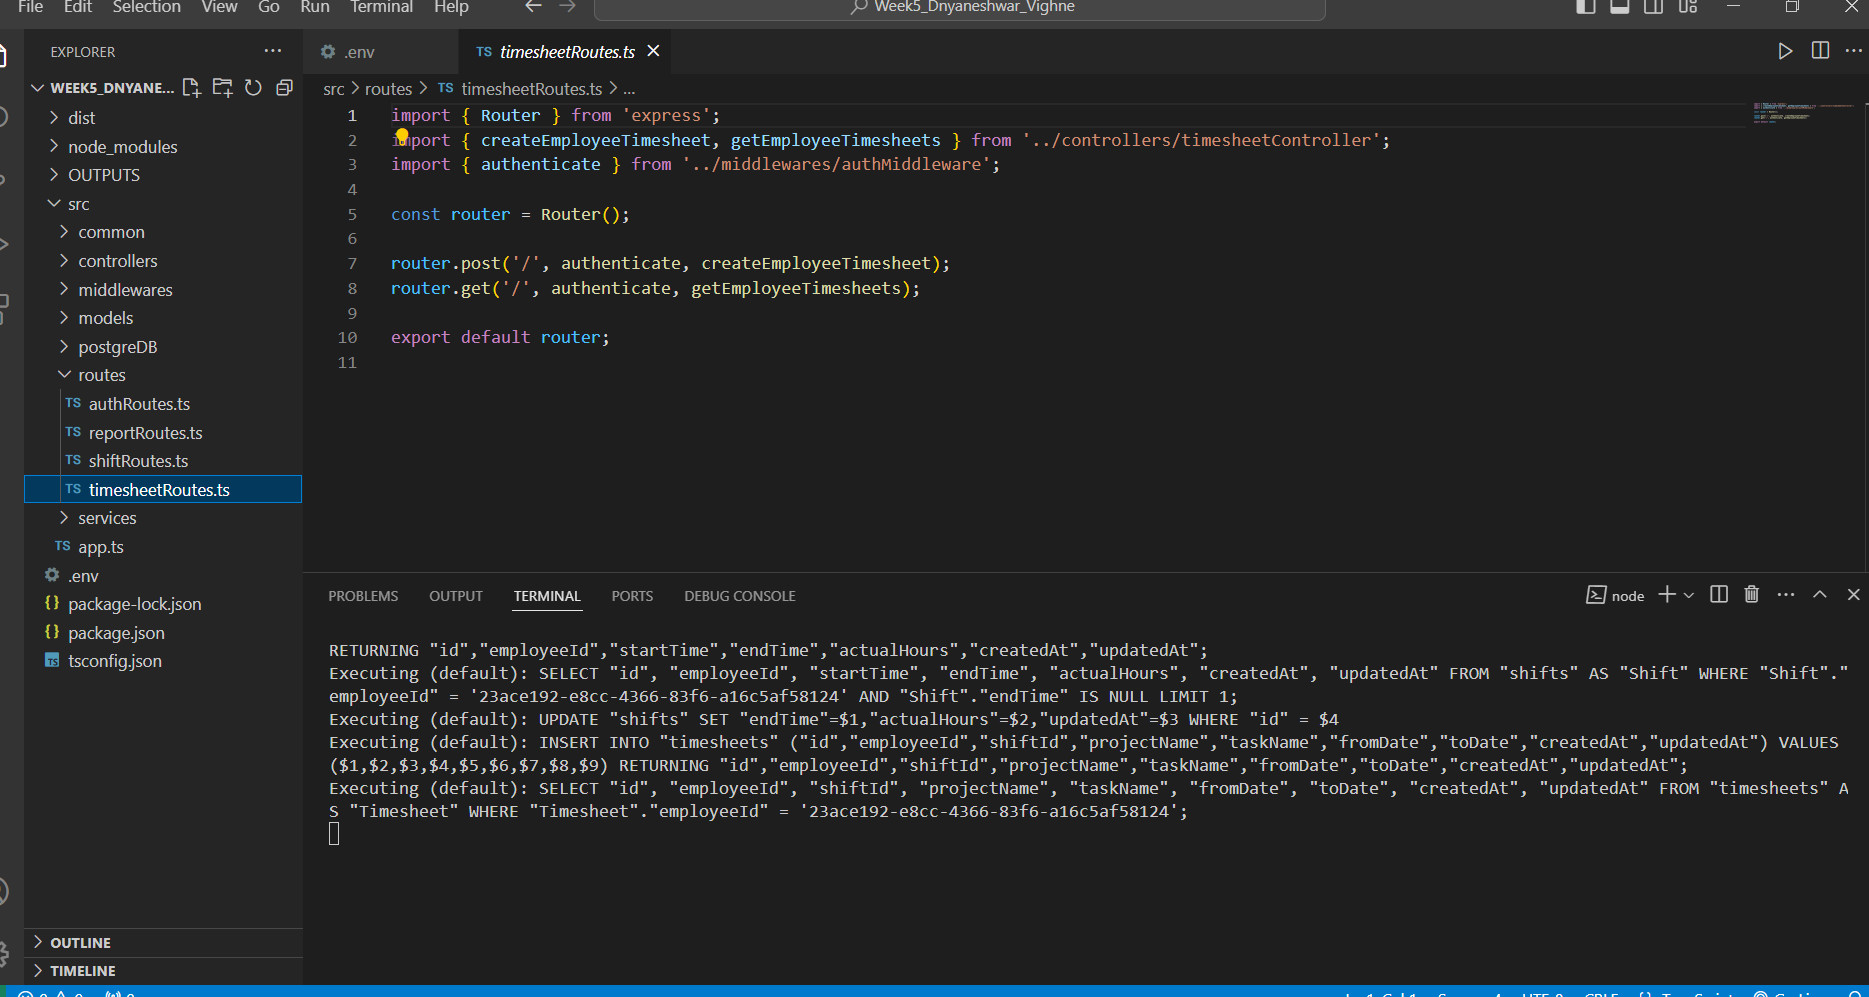 File Edit Selection View Go Run Terminal Help
Week5_Dnyaneshwar_Vighne
EXPLORER
WEEK5_DNYANE...
dist
node_modules
OUTPUTS
src
common
controllers
middlewares
models
postgreDB
routes
TS authRoutes.ts
TS reportRoutes.ts
TS shiftRoutes.ts
TS timesheetRoutes.ts
services
TS app.ts
.env
{} package-lock.json
{} package.json
TS tsconfig.json
OUTLINE
TIMELINE
.env
TS timesheetRoutes.ts
src > routes > TS timesheetRoutes.ts > ...
1 import { Router } from 'express';
2 import { createEmployeeTimesheet, getEmployeeTimesheets } from '../controllers/timesheetController';
3 import { authenticate } from '../middlewares/authMiddleware';
4
5 const router = Router();
6
7 router.post('/', authenticate, createEmployeeTimesheet);
8 router.get('/', authenticate, getEmployeeTimesheets);
9
10 export default router;
11
PROBLEMS OUTPUT TERMINAL PORTS DEBUG CONSOLE
node
RETURNING "id","employeeId","startTime","endTime","actualHours","createdAt","updatedAt";
Executing (default): SELECT "id", "employeeId", "startTime", "endTime", "actualHours", "createdAt", "updatedAt" FROM "shifts" AS "Shift" WHERE "Shift"."
employeeId" = '23ace192-e8cc-4366-83f6-a16c5af58124' AND "Shift"."endTime" IS NULL LIMIT 1;
Executing (default): UPDATE "shifts" SET "endTime"=$1,"actualHours"=$2,"updatedAt"=$3 WHERE "id" = $4
Executing (default): INSERT INTO "timesheets" ("id","employeeId","shiftId","projectName","taskName","fromDate","toDate","createdAt","updatedAt") VALUES
($1,$2,$3,$4,$5,$6,$7,$8,$9) RETURNING "id","employeeId","shiftId","projectName","taskName","fromDate","toDate","createdAt","updatedAt";
Executing (default): SELECT "id", "employeeId", "shiftId", "projectName", "taskName", "fromDate", "toDate", "createdAt", "updatedAt" FROM "timesheets" A
S "Timesheet" WHERE "Timesheet"."employeeId" = '23ace192-e8cc-4366-83f6-a16c5af58124';